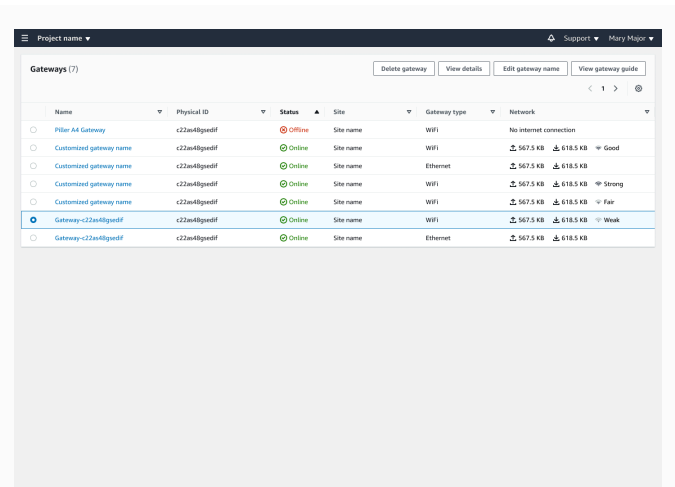 Project name Support Mary Major
Gateways (7) Delete gateway View details Edit gateway name View gateway guide
1
Name Physical ID Status Site Gateway type Network
Piller A4 Gateway c22as48gsedif Offline Site name WiFi No internet connection
Customized gateway name c22as48gsedif Online Site name WiFi 567.5 KB 618.5 KB Good
Customized gateway name c22as48gsedif Online Site name Ethernet 567.5 KB 618.5 KB
Customized gateway name c22as48gsedif Online Site name WiFi 567.5 KB 618.5 KB Strong
Customized gateway name c22as48gsedif Online Site name WiFi 567.5 KB 618.5 KB Fair
Gateway-c22as48gsedif c22as48gsedif Online Site name WiFi 567.5 KB 618.5 KB Weak
Gateway-c22as48gsedif c22as48gsedif Online Site name Ethernet 567.5 KB 618.5 KB